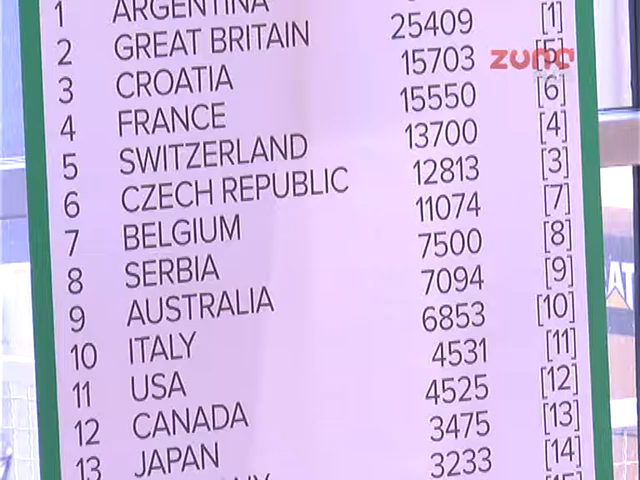 1 ARGENTINA
2 GREAT BRITAIN 25409 [1]
3 CROATIA 15703 [5]
zona
4 FRANCE 15550 [6]
5 SWITZERLAND 13700 [4]
6 CZECH REPUBLIC 12813 [3]
7 BELGIUM 11074 [7]
8 SERBIA 7500 [8]
9 AUSTRALIA 7094 [9]
10 ITALY 6853 [10]
11 USA 4531 [11]
12 CANADA 4525 [12]
13 JAPAN 3475 [13]
3233 [14]